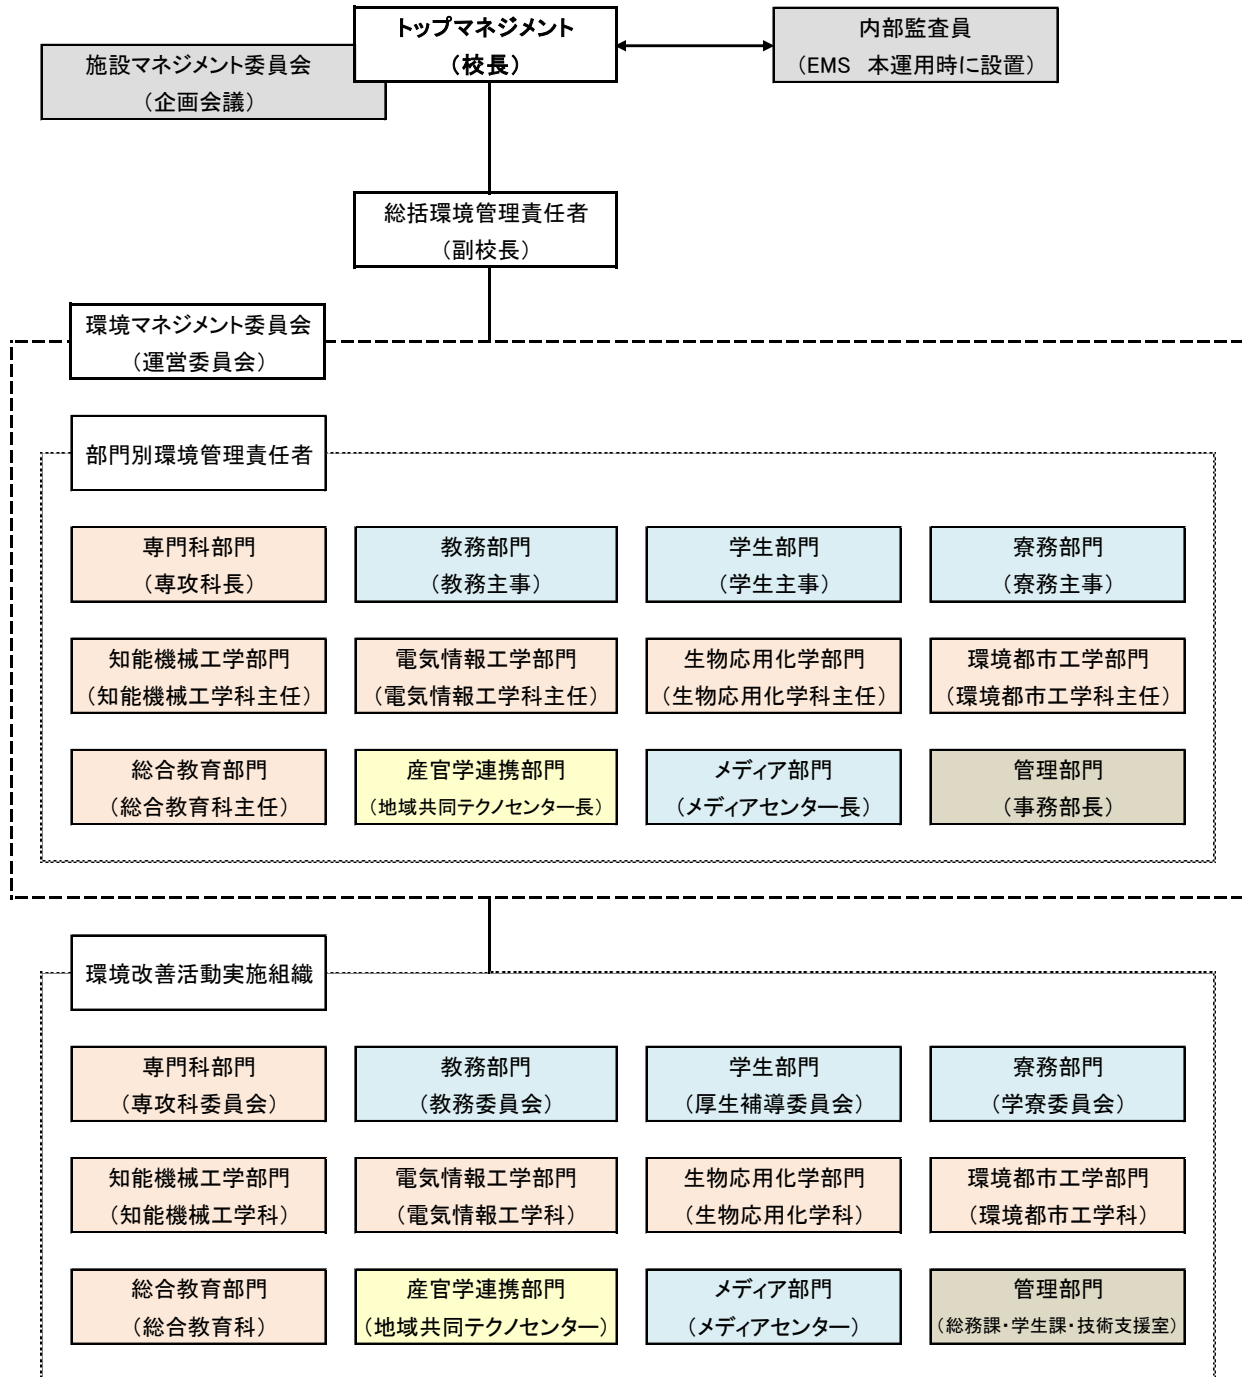 トップマネジメント
（校長）
内部監査員
（EMS　本運用時に設置）
施設マネジメント委員会
（企画会議）
総括環境管理責任者
（副校長）
環境マネジメント委員会
（運営委員会）
部門別環境管理責任者
専門科部門
（専攻科長）
教務部門
（教務主事）
学生部門
（学生主事）
寮務部門
（寮務主事）
知能機械工学部門
（知能機械工学科主任）
電気情報工学部門
（電気情報工学科主任）
生物応用化学部門
（生物応用化学科主任）
環境都市工学部門
（環境都市工学科主任）
総合教育部門
（総合教育科主任）
産官学連携部門
（地域共同テクノセンター長）
メディア部門
（メディアセンター長）
管理部門
（事務部長）
環境改善活動実施組織
専門科部門
（専攻科委員会）
教務部門
（教務委員会）
学生部門
（厚生補導委員会）
寮務部門
（学寮委員会）
知能機械工学部門
（知能機械工学科）
電気情報工学部門
（電気情報工学科）
生物応用化学部門
（生物応用化学科）
環境都市工学部門
（環境都市工学科）
総合教育部門
（総合教育科）
産官学連携部門
（地域共同テクノセンター）
メディア部門
（メディアセンター）
管理部門
（総務課・学生課・技術支援室）